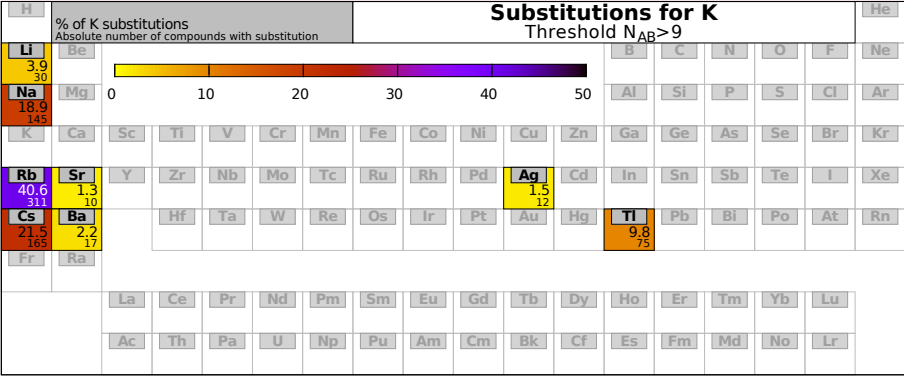 H % of K substitutions Substitutions for K He
Absolute number of compounds with substitution Threshold N_AB>9
Li Be B C N O F Ne
3.9
30
0 10 20 30 40 50
Na Mg Al Si P S Cl Ar
18.9
145
K Ca Sc Ti V Cr Mn Fe Co Ni Cu Zn Ga Ge As Se Br Kr
Rb Sr Y Zr Nb Mo Tc Ru Rh Pd Ag Cd In Sn Sb Te I Xe
40.6 1.3 1.5
311 10 12
Cs Ba Hf Ta W Re Os Ir Pt Au Hg Tl Pb Bi Po At Rn
21.5 2.2 9.8
165 17 75
Fr Ra
La Ce Pr Nd Pm Sm Eu Gd Tb Dy Ho Er Tm Yb Lu
Ac Th Pa U Np Pu Am Cm Bk Cf Es Fm Md No Lr